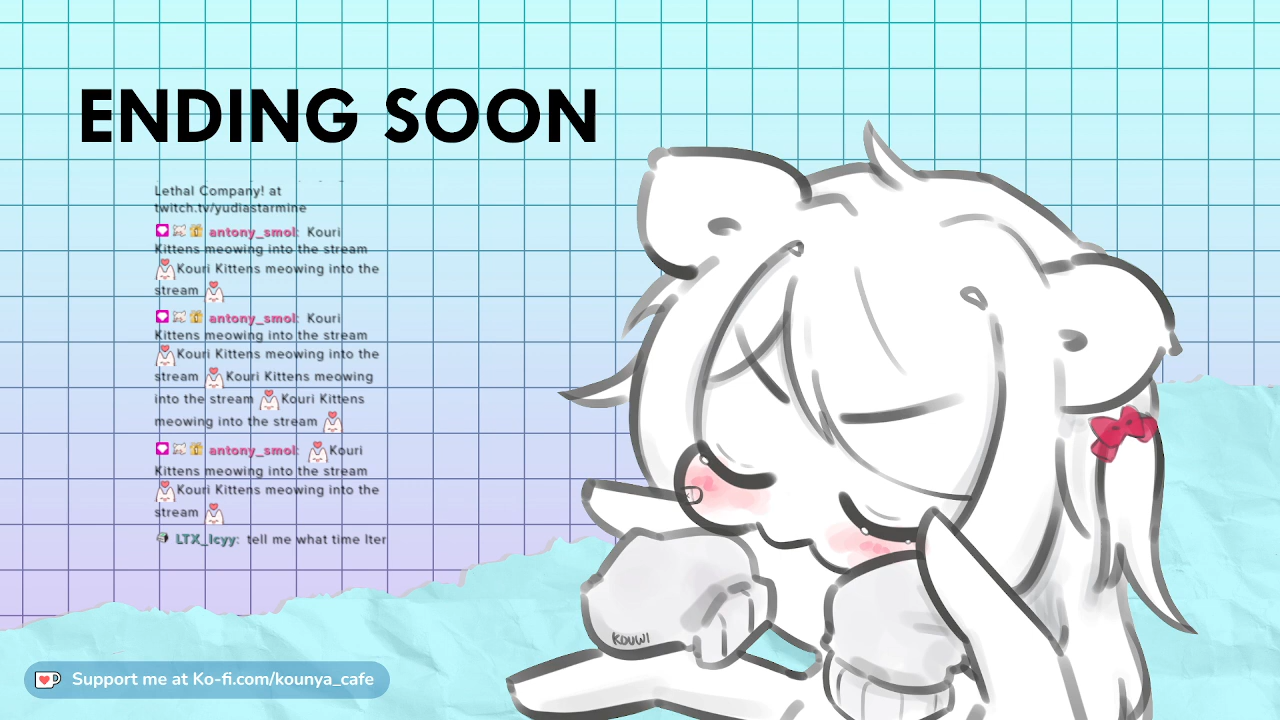 ENDING SOON
Lethal Company! at
twitch.tv/yudiastarmine
antony_smol: Kouri
Kittens meowing into the stream
Kouri Kittens meowing into the
stream
antony_smol: Kouri
Kittens meowing into the stream
Kouri Kittens meowing into the
stream Kouri Kittens meowing
into the stream Kouri Kittens
meowing into the stream
antony_smol: Kouri
Kittens meowing into the stream
Kouri Kittens meowing into the
stream
LTX_Icyy: tell me what time Iter
KOUWI
Support me at Ko-fi.com/kounya_cafe